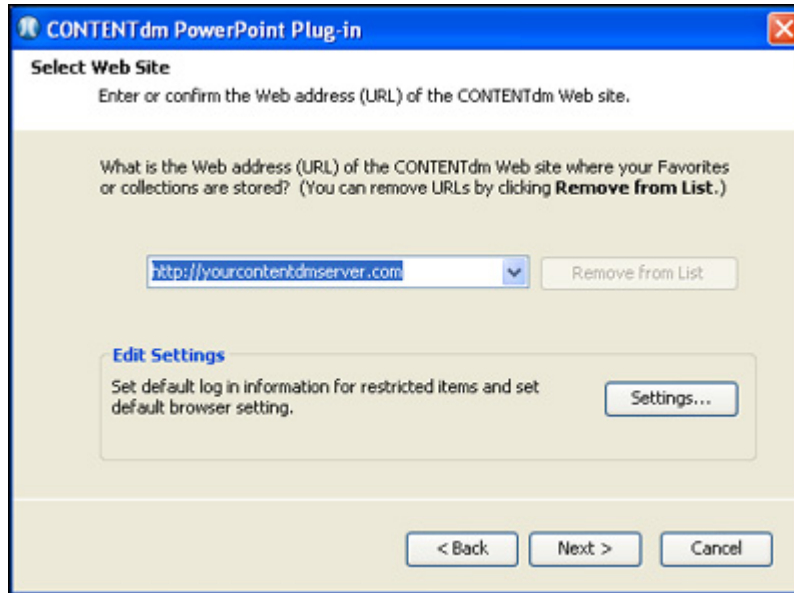 CONTENTdm PowerPoint Plug-in
Select Web Site
Enter or confirm the Web address (URL) of the CONTENTdm Web site.
What is the Web address (URL) of the CONTENTdm Web site where your Favorites
or collections are stored? (You can remove URLs by clicking Remove from List.)
http://yourcontentdmserver.com
Remove from List
Edit Settings
Set default log in information for restricted items and set
default browser setting.
Settings...
< Back
Next >
Cancel